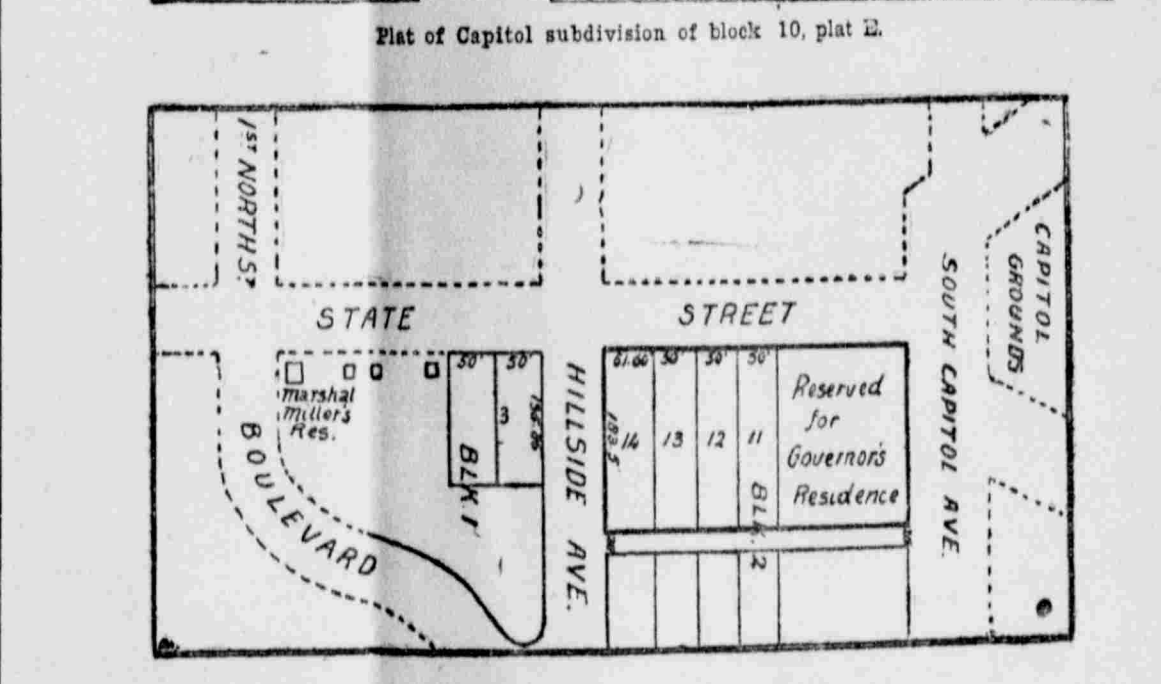 Plat of Capitol subdivision of block 10, plat E.
1ST NORTH ST.
STATE STREET
CAPITOL
GROUNDS
SOUTH CAPITOL AVE.
Marshal
Miller's
Res.
BOULEVARD
50' 50'
3
BLK 1
HILLSIDE AVE.
61.66 50' 50' 50'
183.5
14 13 12 11
BLK. 2
Reserved
for
Governor's
Residence